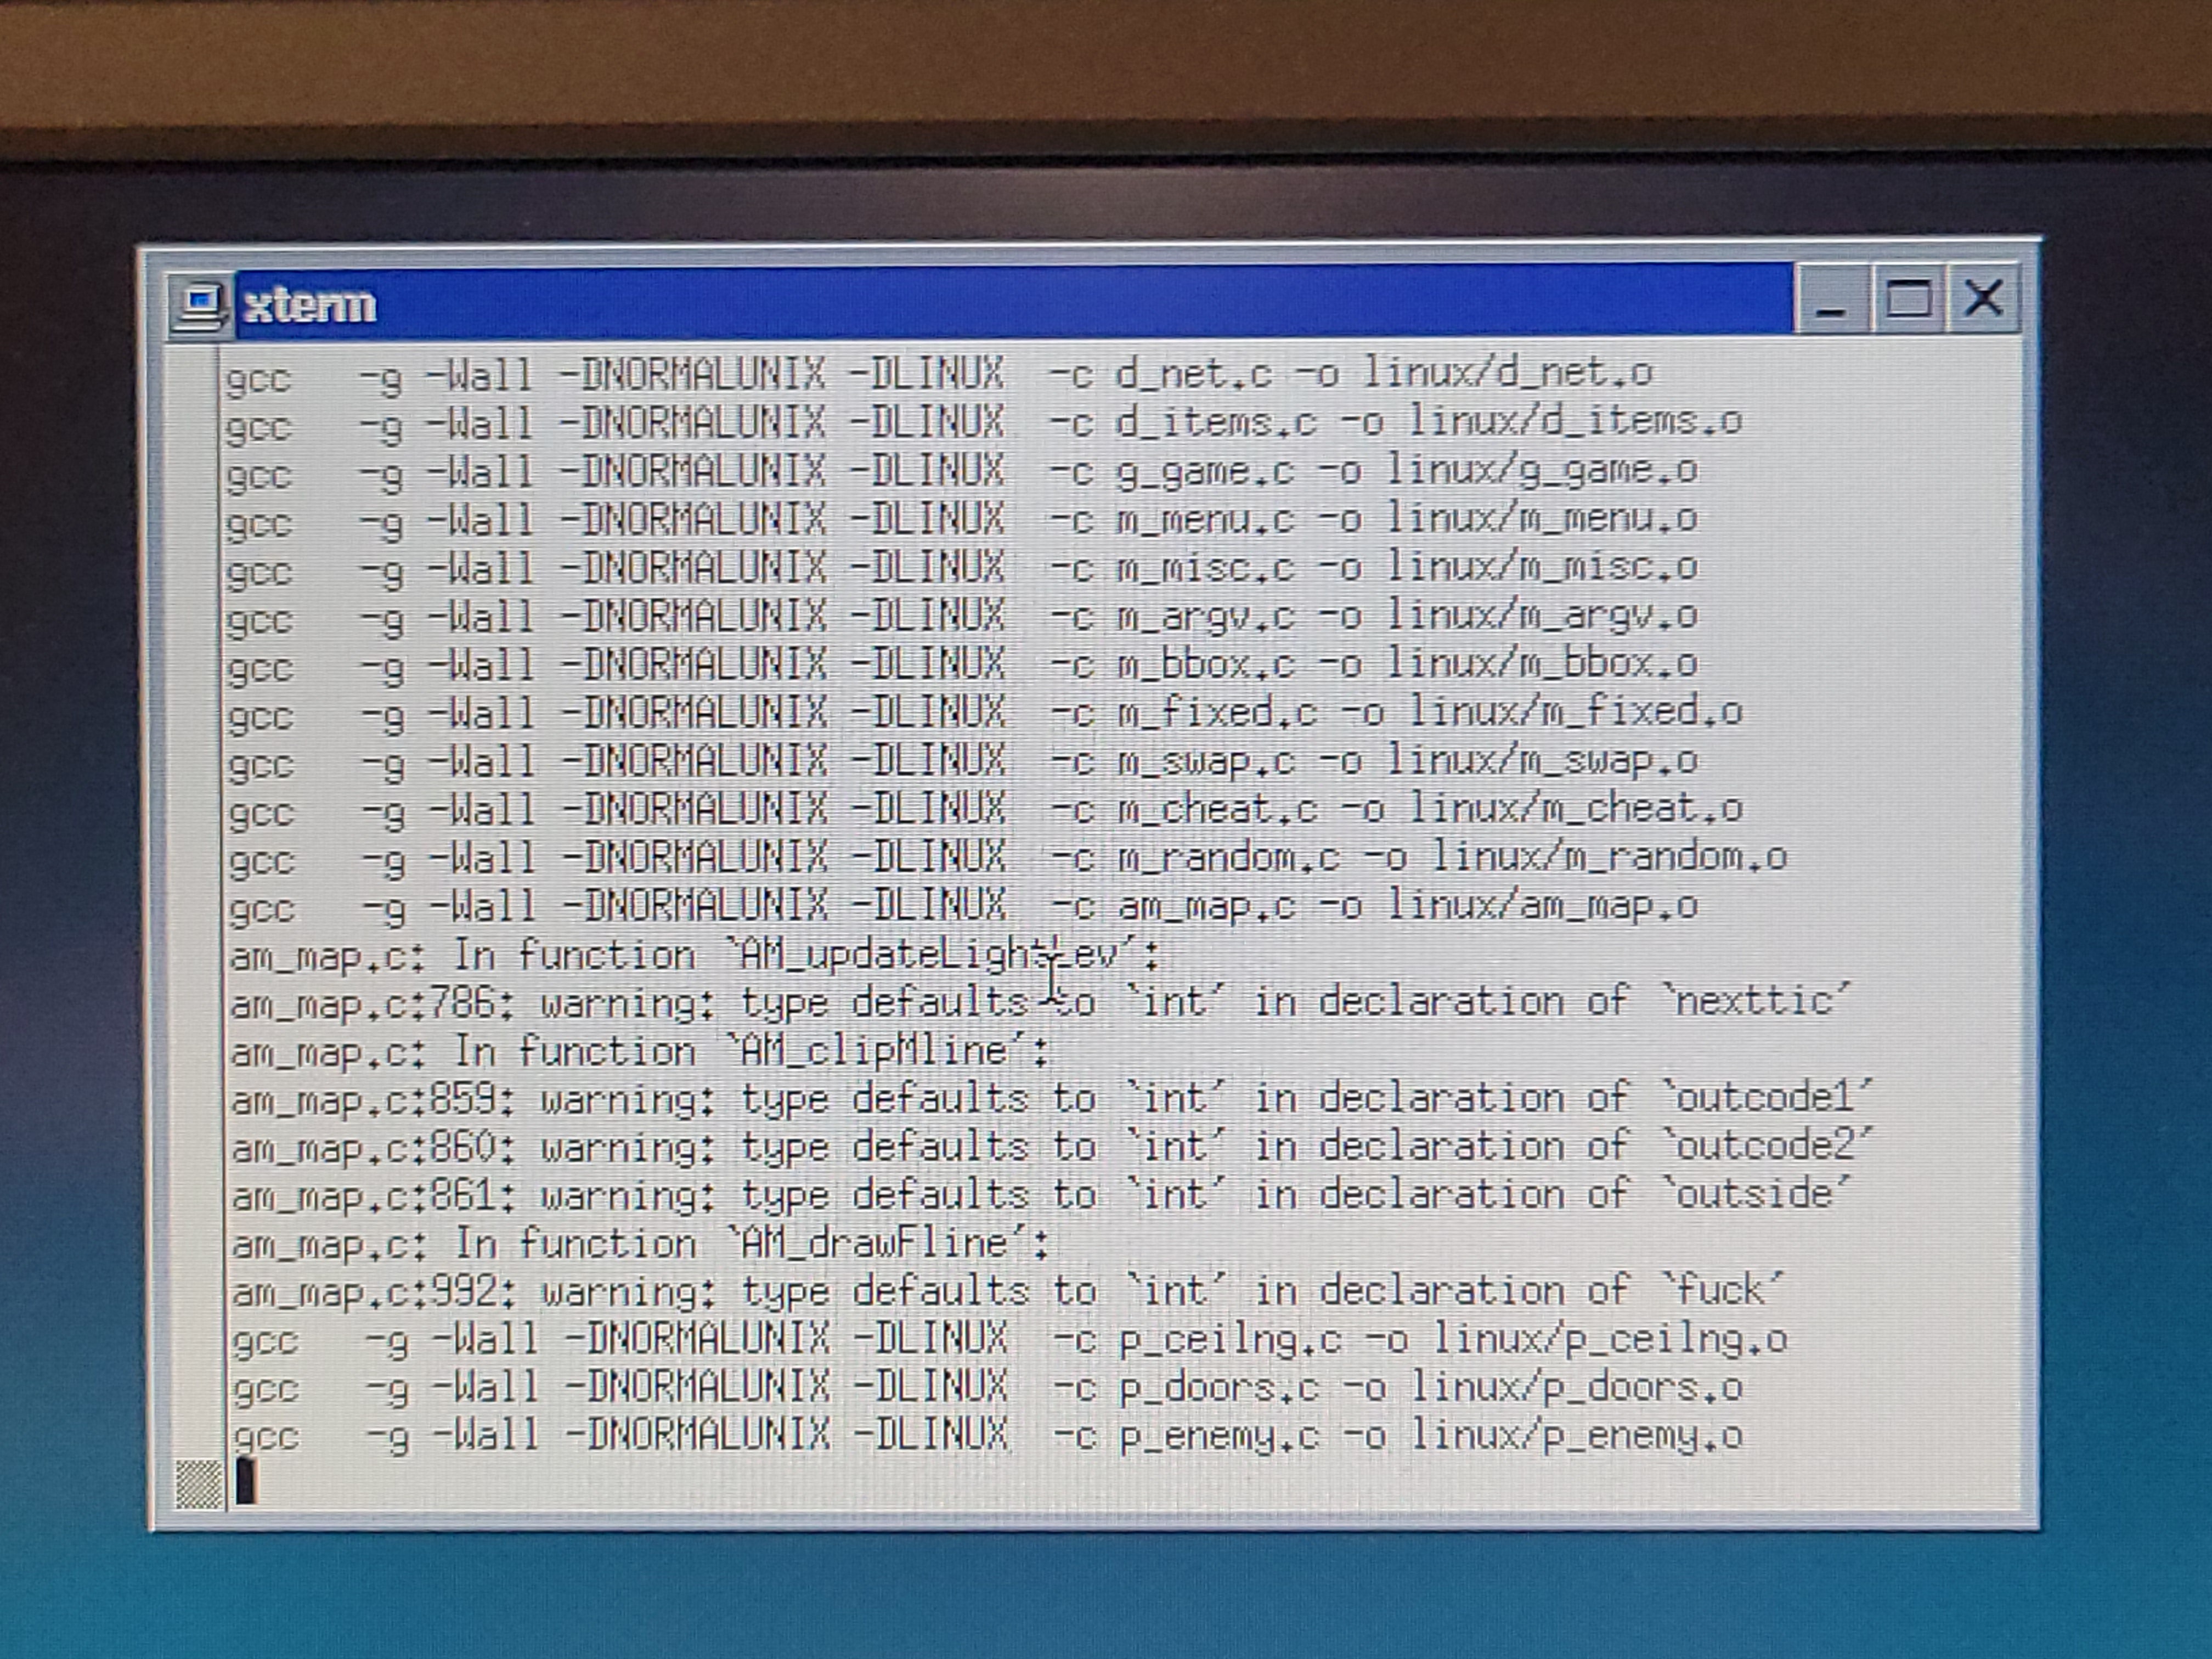 xterm
gcc   -g -Wall -DNORMALUNIX -DLINUX  -c d_net.c -o linux/d_net.o
gcc   -g -Wall -DNORMALUNIX -DLINUX  -c d_items.c -o linux/d_items.o
gcc   -g -Wall -DNORMALUNIX -DLINUX  -c g_game.c -o linux/g_game.o
gcc   -g -Wall -DNORMALUNIX -DLINUX  -c m_menu.c -o linux/m_menu.o
gcc   -g -Wall -DNORMALUNIX -DLINUX  -c m_misc.c -o linux/m_misc.o
gcc   -g -Wall -DNORMALUNIX -DLINUX  -c m_argv.c -o linux/m_argv.o
gcc   -g -Wall -DNORMALUNIX -DLINUX  -c m_bbox.c -o linux/m_bbox.o
gcc   -g -Wall -DNORMALUNIX -DLINUX  -c m_fixed.c -o linux/m_fixed.o
gcc   -g -Wall -DNORMALUNIX -DLINUX  -c m_swap.c -o linux/m_swap.o
gcc   -g -Wall -DNORMALUNIX -DLINUX  -c m_cheat.c -o linux/m_cheat.o
gcc   -g -Wall -DNORMALUNIX -DLINUX  -c m_random.c -o linux/m_random.o
gcc   -g -Wall -DNORMALUNIX -DLINUX  -c am_map.c -o linux/am_map.o
am_map.c: In function `AM_updateLightLev':
am_map.c:786: warning: type defaults to `int' in declaration of `nexttic'
am_map.c: In function `AM_clipMline':
am_map.c:859: warning: type defaults to `int' in declaration of `outcode1'
am_map.c:860: warning: type defaults to `int' in declaration of `outcode2'
am_map.c:861: warning: type defaults to `int' in declaration of `outside'
am_map.c: In function `AM_drawFline':
am_map.c:992: warning: type defaults to `int' in declaration of `fuck'
gcc   -g -Wall -DNORMALUNIX -DLINUX  -c p_ceilng.c -o linux/p_ceilng.o
gcc   -g -Wall -DNORMALUNIX -DLINUX  -c p_doors.c -o linux/p_doors.o
gcc   -g -Wall -DNORMALUNIX -DLINUX  -c p_enemy.c -o linux/p_enemy.o